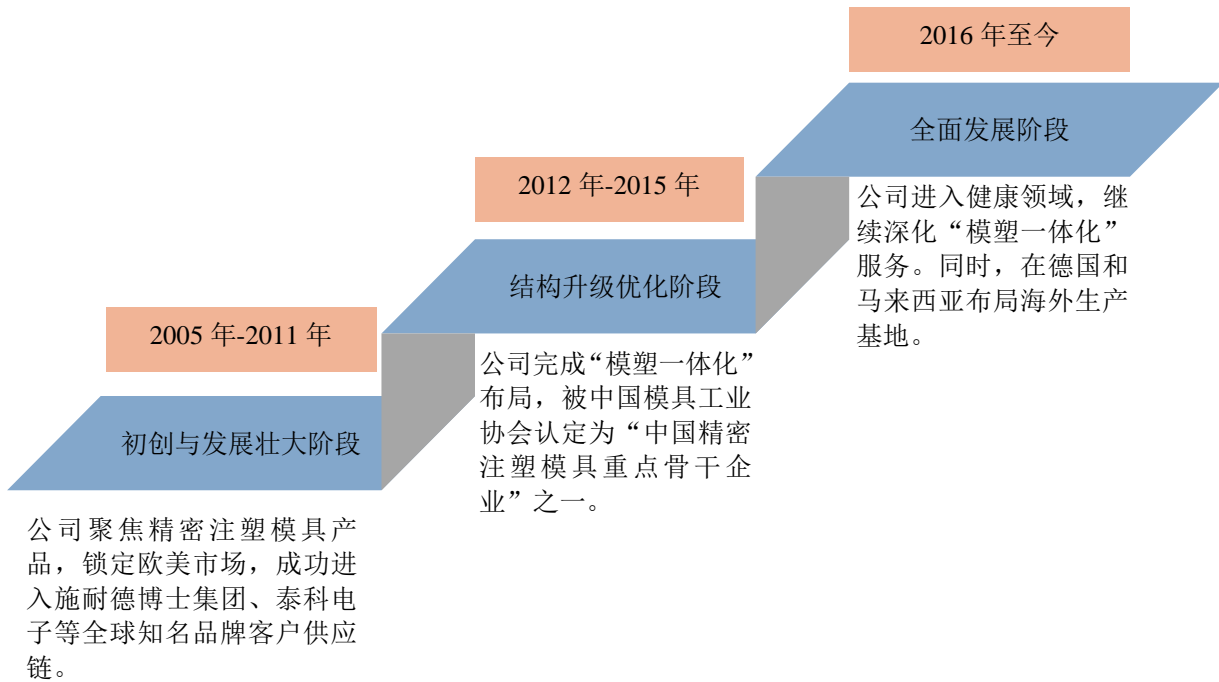 2005 年-2011 年
初创与发展壮大阶段
公司聚焦精密注塑模具产
品，锁定欧美市场，成功进
入施耐德博士集团、泰科电
子等全球知名品牌客户供应
链。
2012 年-2015 年
结构升级优化阶段
公司完成“模塑一体化”
布局，被中国模具工业
协会认定为“中国精密
注塑模具重点骨干企
业”之一。
2016 年至今
全面发展阶段
公司进入健康领域，继
续深化“模塑一体化”
服务。同时，在德国和
马来西亚布局海外生产
基地。